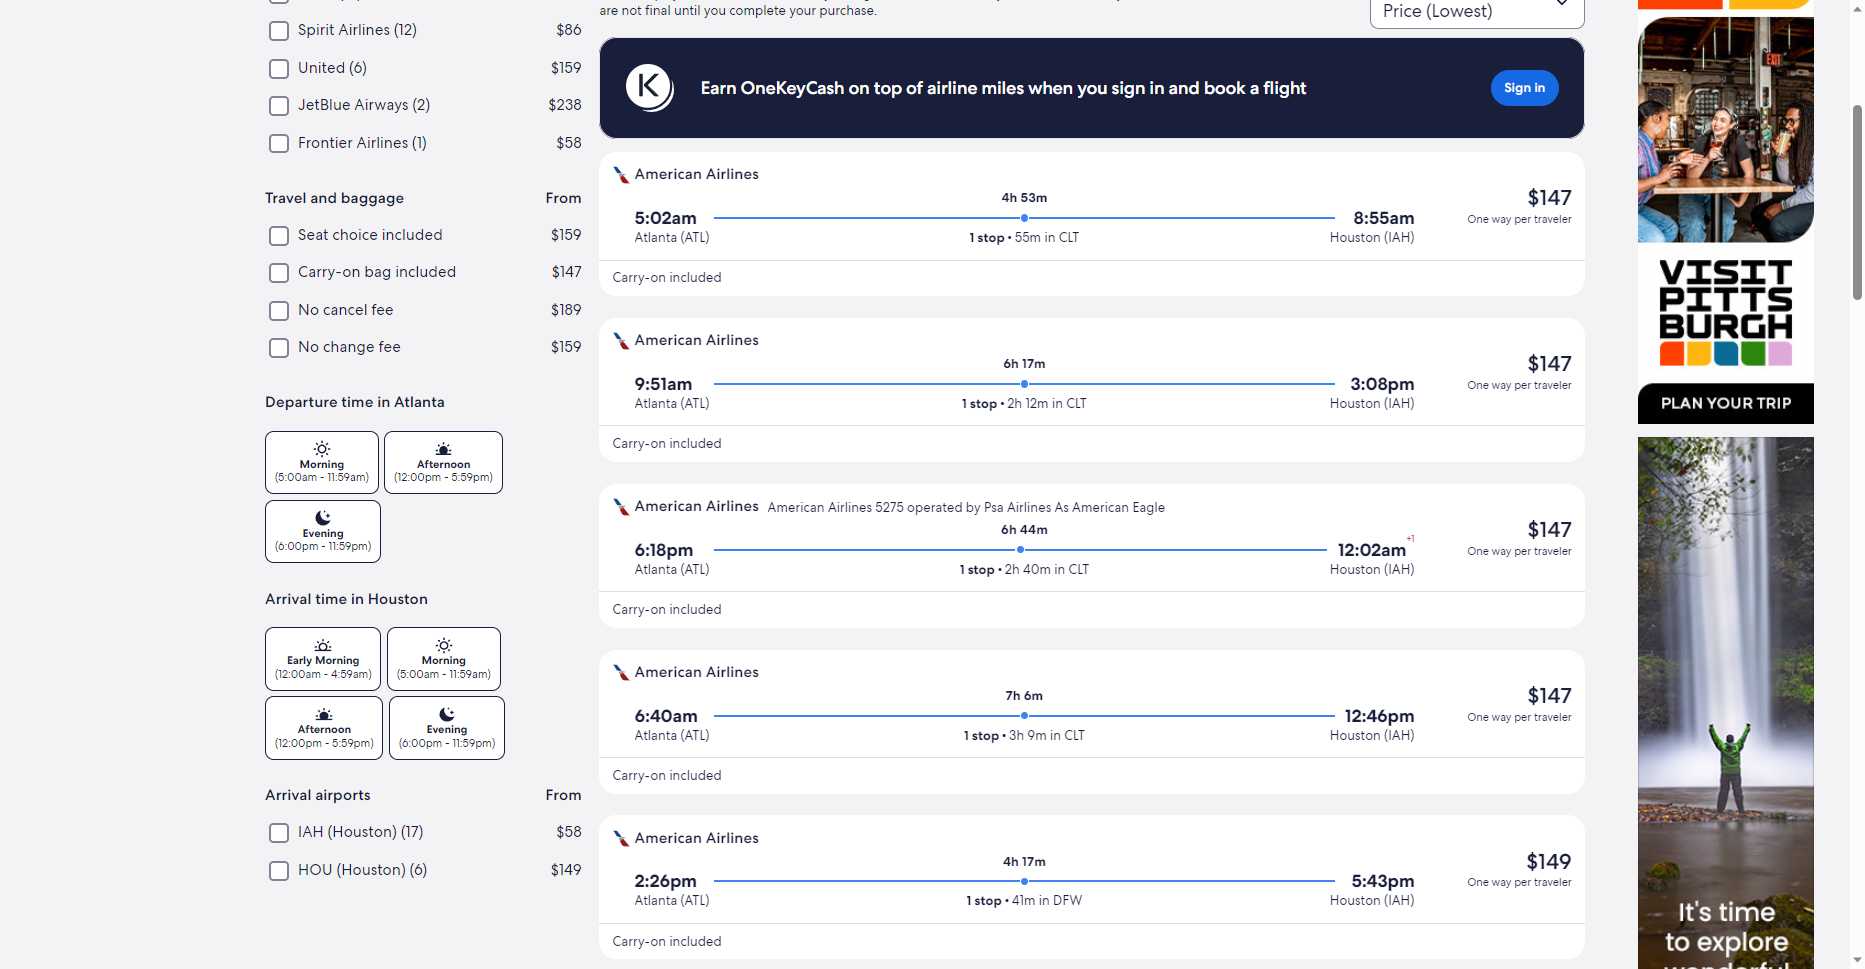 Spirit Airlines (12) $86
United (6) $159
JetBlue Airways (2) $238
Frontier Airlines (1) $58
Travel and baggage From
Seat choice included $159
Carry-on bag included $147
No cancel fee $189
No change fee $159
Departure time in Atlanta
Morning
(5:00am - 11:59am)
Afternoon
(12:00pm - 5:59pm)
Evening
(6:00pm - 11:59pm)
Arrival time in Houston
Early Morning
(12:00am - 4:59am)
Morning
(5:00am - 11:59am)
Afternoon
(12:00pm - 5:59pm)
Evening
(6:00pm - 11:59pm)
Arrival airports From
IAH (Houston) (17) $58
HOU (Houston) (6) $149
are not final until you complete your purchase.
Price (Lowest)
K
Earn OneKeyCash on top of airline miles when you sign in and book a flight
Sign in
American Airlines
4h 53m
$147
5:02am 8:55am
One way per traveler
Atlanta (ATL) 1 stop • 55m in CLT Houston (IAH)
Carry-on included
American Airlines
6h 17m
$147
9:51am 3:08pm
One way per traveler
Atlanta (ATL) 1 stop • 2h 12m in CLT Houston (IAH)
Carry-on included
American Airlines American Airlines 5275 operated by Psa Airlines As American Eagle
6h 44m
$147
6:18pm 12:02am +1
One way per traveler
Atlanta (ATL) 1 stop • 2h 40m in CLT Houston (IAH)
Carry-on included
American Airlines
7h 6m
$147
6:40am 12:46pm
One way per traveler
Atlanta (ATL) 1 stop • 3h 9m in CLT Houston (IAH)
Carry-on included
American Airlines
4h 17m
$149
2:26pm 5:43pm
One way per traveler
Atlanta (ATL) 1 stop • 41m in DFW Houston (IAH)
Carry-on included
EXIT
VISIT
PITTS
BURGH
PLAN YOUR TRIP
It's time
to explore